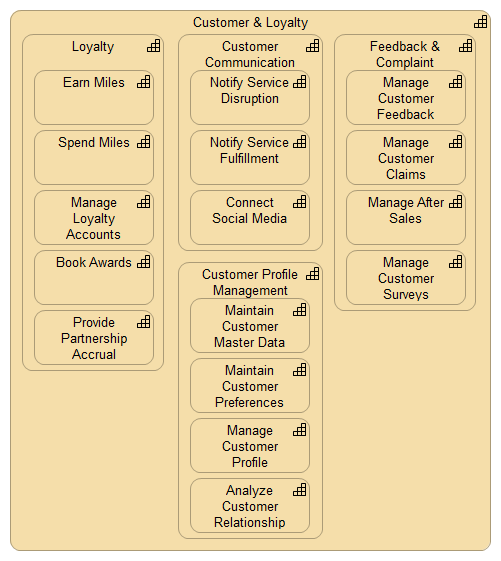 Customer & Loyalty
Loyalty
Earn Miles
Spend Miles
Manage
Loyalty
Accounts
Book Awards
Provide
Partnership
Accrual
Customer
Communication
Notify Service
Disruption
Notify Service
Fulfillment
Connect
Social Media
Customer Profile
Management
Maintain
Customer
Master Data
Maintain
Customer
Preferences
Manage
Customer
Profile
Analyze
Customer
Relationship
Feedback &
Complaint
Manage
Customer
Feedback
Manage
Customer
Claims
Manage After
Sales
Manage
Customer
Surveys